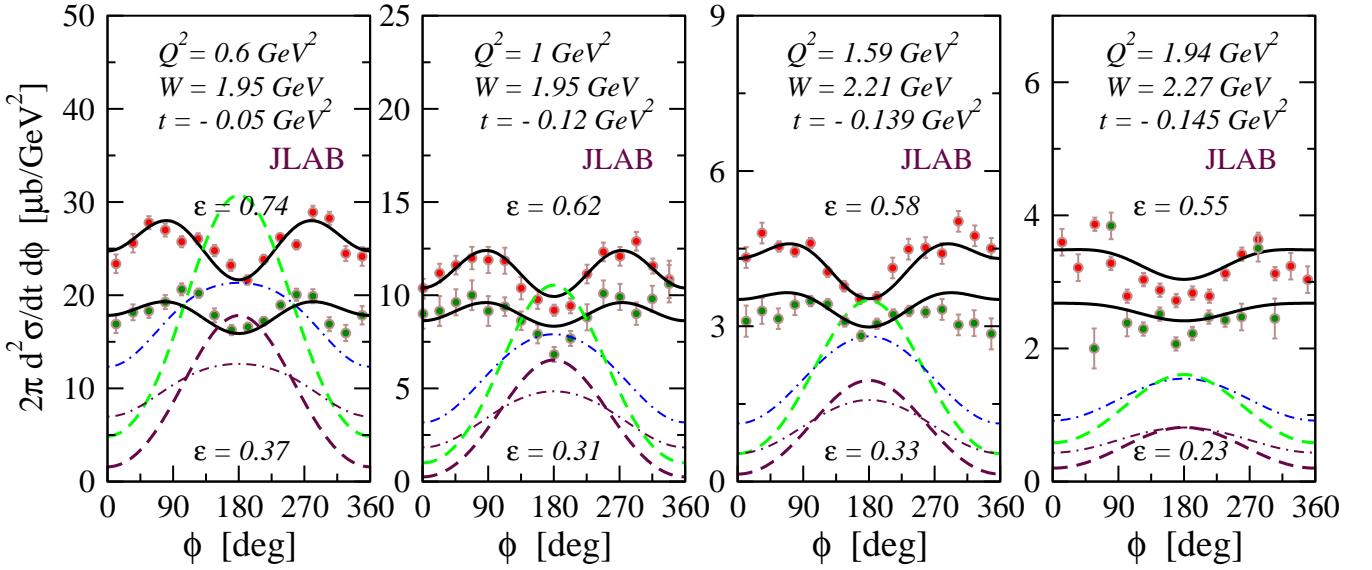 2π d²σ/dt dφ [μb/GeV²]
50
40
30
20
10
0
Q² = 0.6 GeV²
W = 1.95 GeV
t = - 0.05 GeV²
JLAB
ε = 0.74
ε = 0.37
0 90 180 270 360
φ [deg]
25
20
15
10
5
0
Q² = 1 GeV²
W = 1.95 GeV
t = - 0.12 GeV²
JLAB
ε = 0.62
ε = 0.31
0 90 180 270 360
φ [deg]
9
6
3
0
Q² = 1.59 GeV²
W = 2.21 GeV
t = - 0.139 GeV²
JLAB
ε = 0.58
ε = 0.33
0 90 180 270 360
φ [deg]
6
4
2
0
Q² = 1.94 GeV²
W = 2.27 GeV
t = - 0.145 GeV²
JLAB
ε = 0.55
ε = 0.23
0 90 180 270 360
φ [deg]